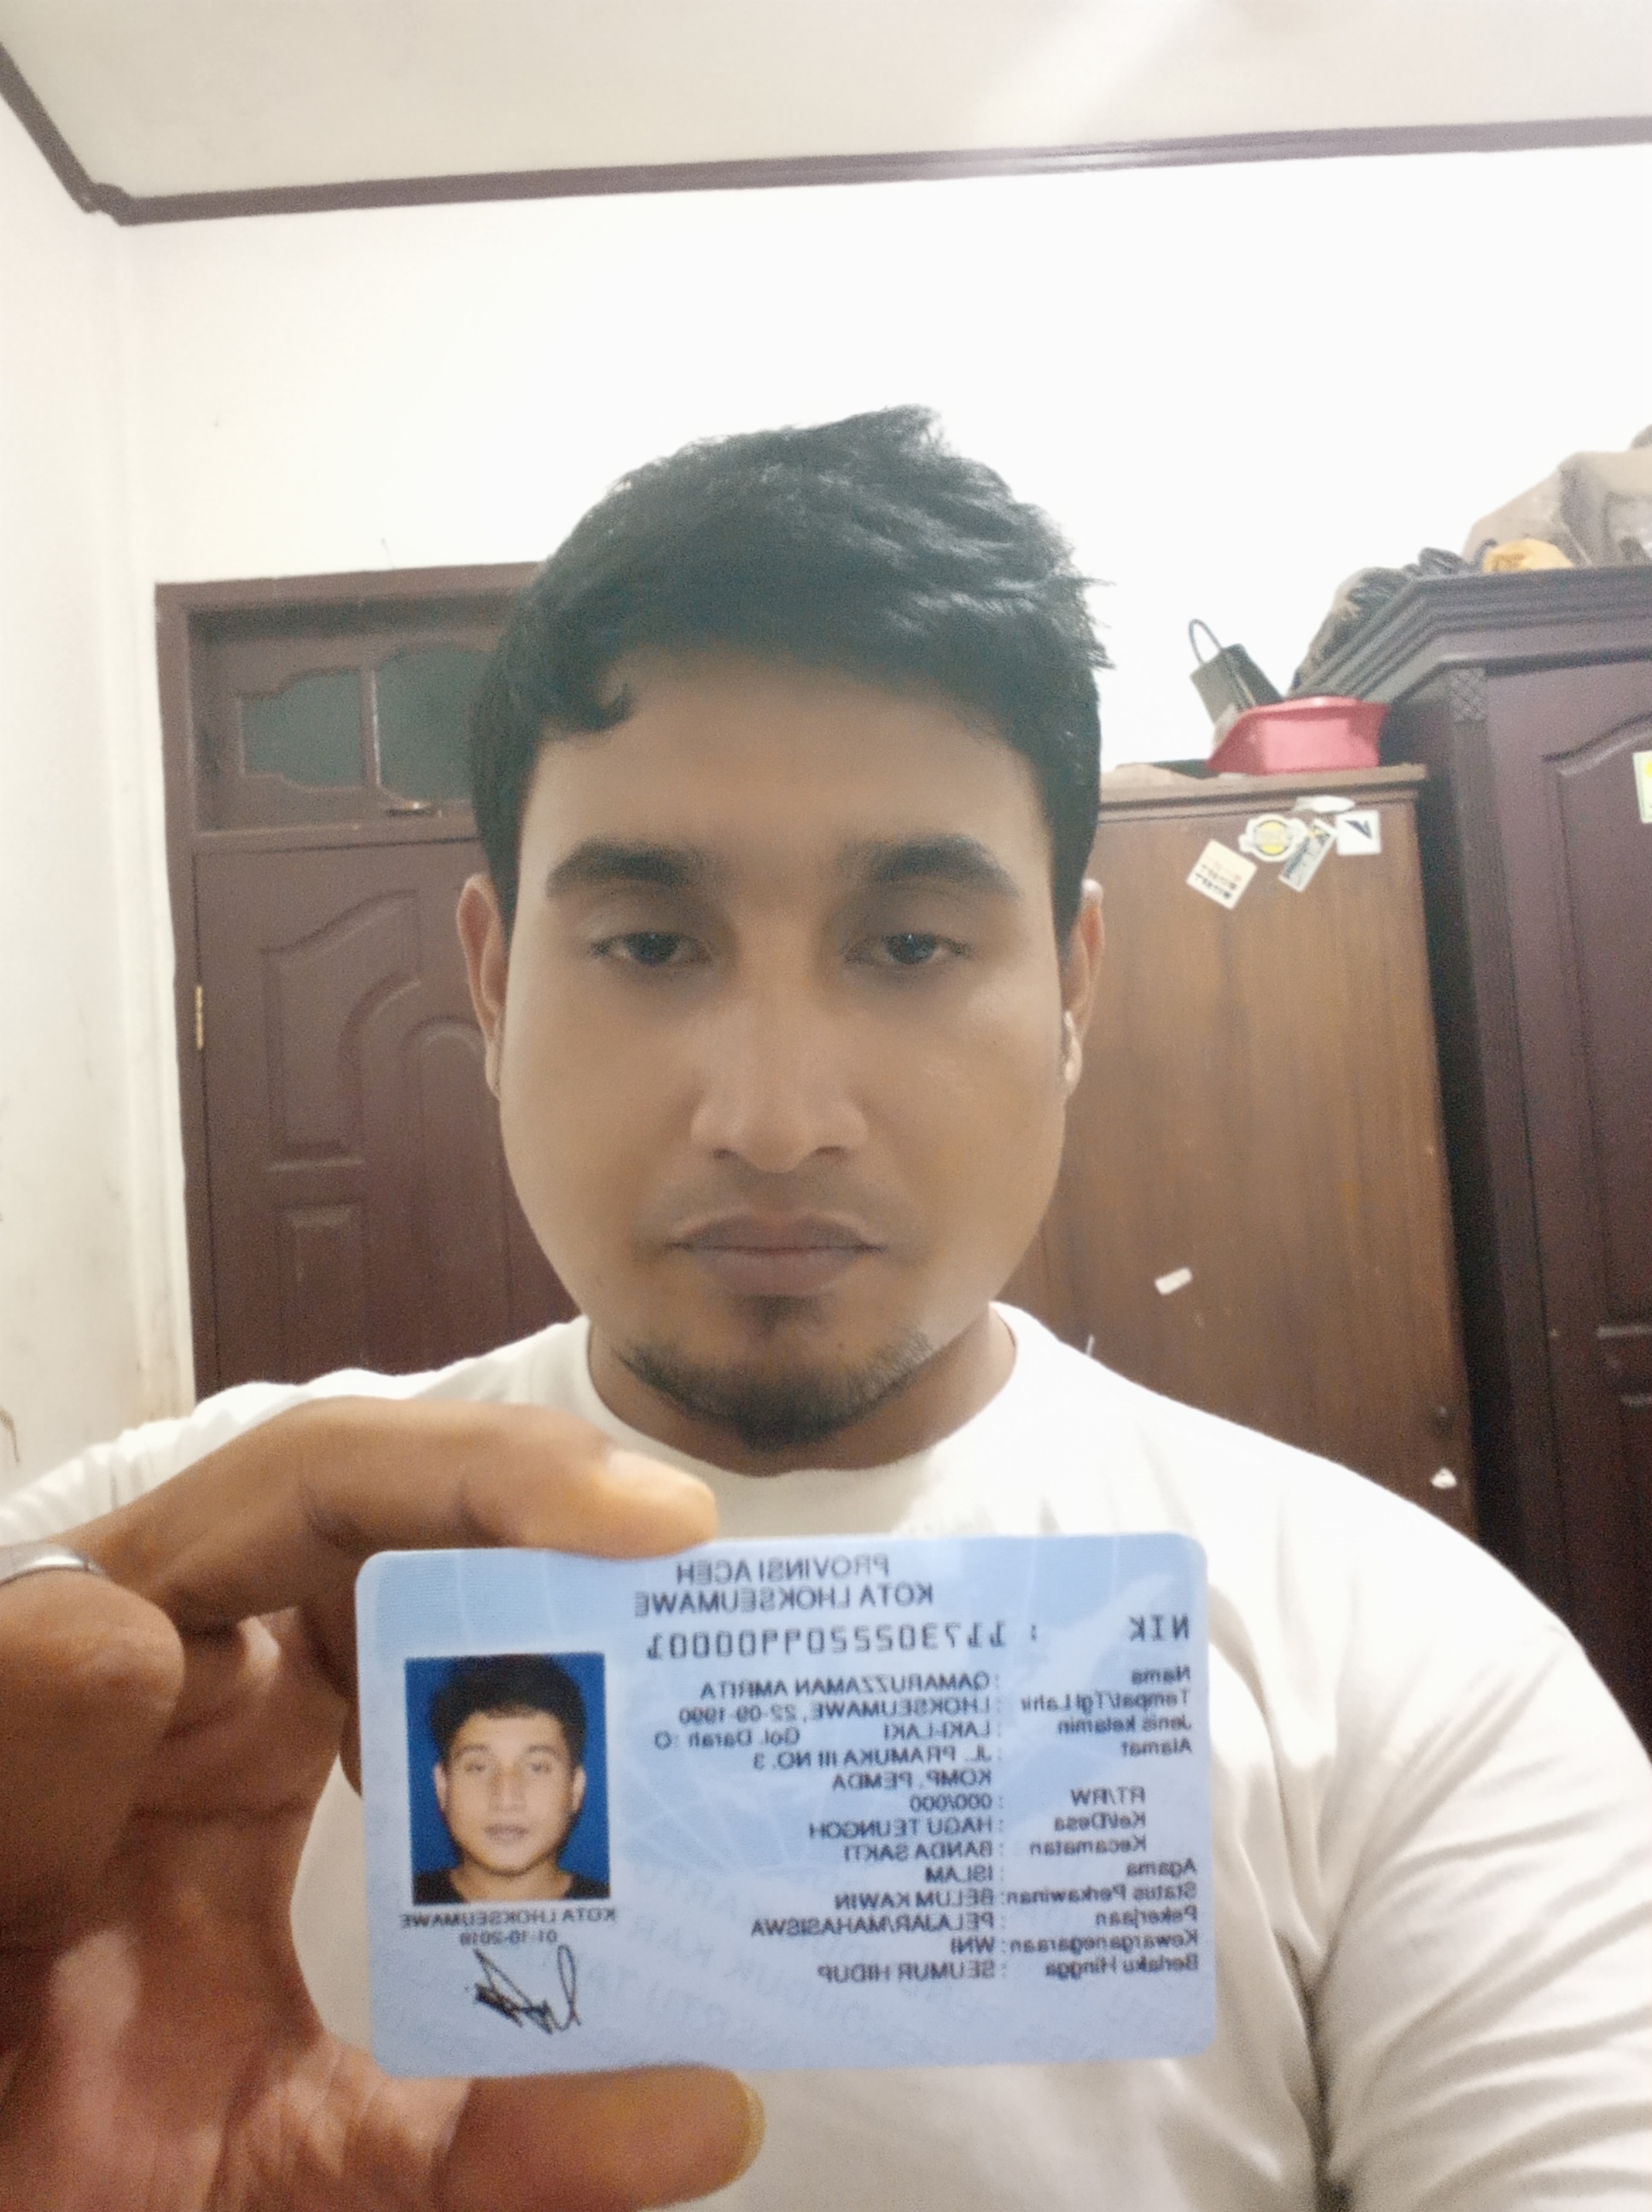 PROVINSI ACEH
KOTA LHOKSEUMAWE
NIK : 1173022209900001
Nama : QAMARUZZAMAN AMRITA
Tempat/Tgl Lahir : LHOKSEUMAWE, 22-09-1990
Jenis kelamin : LAKI-LAKI Gol. Darah : O
Alamat : JL. PRAMUKA III NO. 3
KOMP. PEMDA
RT/RW : 000/000
Kel/Desa : HAGU TEUNGOH
Kecamatan : BANDA SAKTI
Agama : ISLAM
Status Perkawinan: BELUM KAWIN
Pekerjaan : PELAJAR/MAHASISWA
Kewarganegaraan: WNI
Berlaku Hingga : SEUMUR HIDUP
KOTA LHOKSEUMAWE
01-10-2018